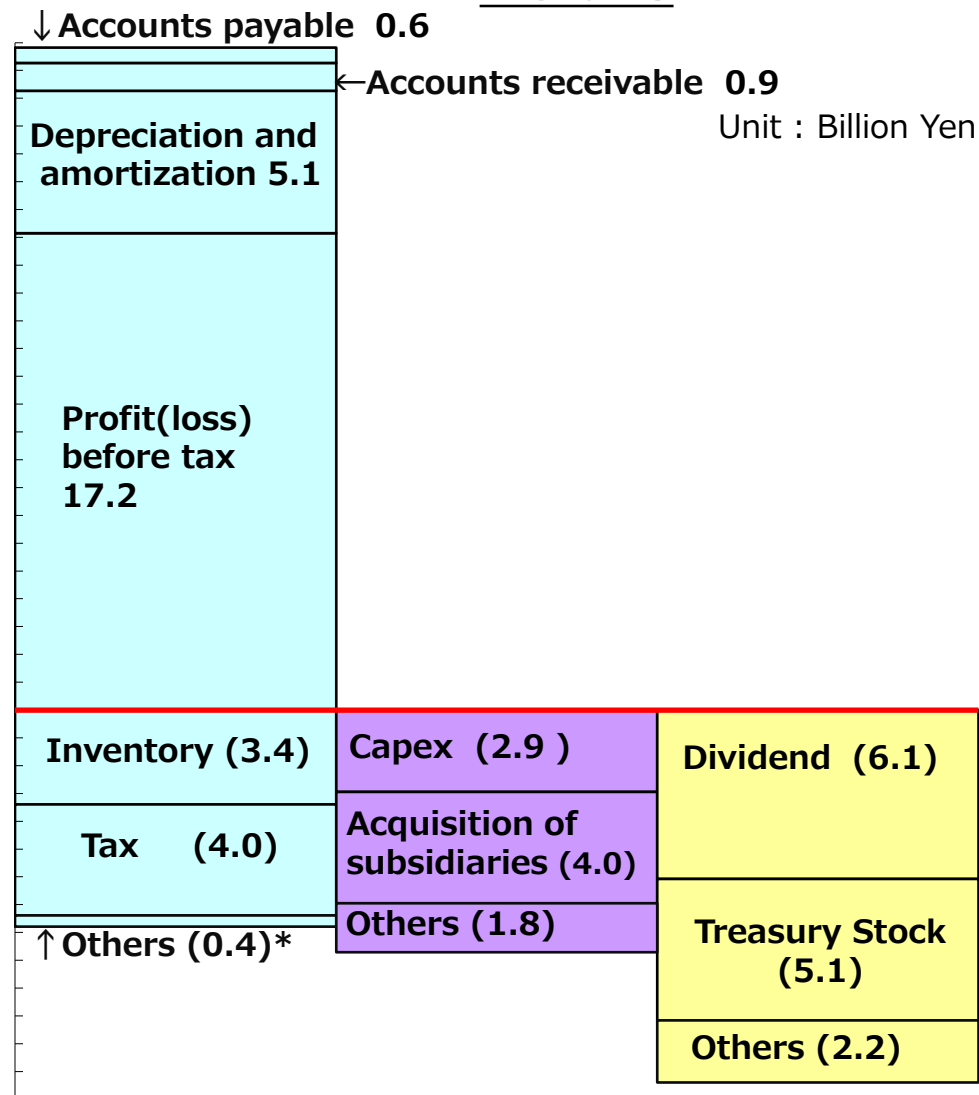 ↓Accounts payable 0.6
←Accounts receivable 0.9
Unit : Billion Yen
Depreciation and
amortization 5.1
Profit(loss)
before tax
17.2
Inventory (3.4)
Capex (2.9 )
Dividend (6.1)
Tax (4.0)
Acquisition of
subsidiaries (4.0)
Others (1.8)
↑Others (0.4)*
Treasury Stock
(5.1)
Others (2.2)